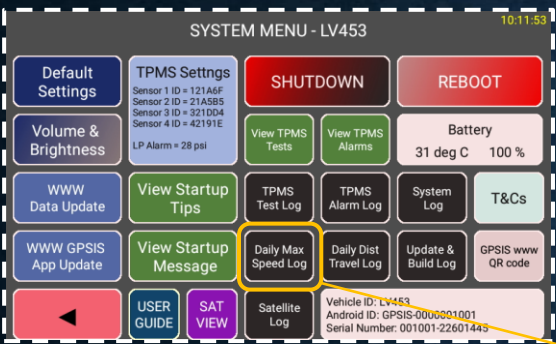 10:11:53
SYSTEM MENU - LV453
Default
Settings
TPMS Settngs
Sensor 1 ID = 121A6F
Sensor 2 ID = 21A5B5
Sensor 3 ID = 321DD4
Sensor 4 ID = 42191E
LP Alarm = 28 psi
SHUTDOWN
REBOOT
Volume &
Brightness
View TPMS
Tests
View TPMS
Alarms
Battery
31 deg C 100 %
WWW
Data Update
View Startup
Tips
TPMS
Test Log
TPMS
Alarm Log
System
Log
T&Cs
WWW GPSIS
App Update
View Startup
Message
Daily Max
Speed Log
Daily Dist
Travel Log
Update &
Build Log
GPSIS www
QR code
USER
GUIDE
SAT
VIEW
Satellite
Log
Vehicle ID: LV453
Android ID: GPSIS-0000001001
Serial Number: 001001-22601445